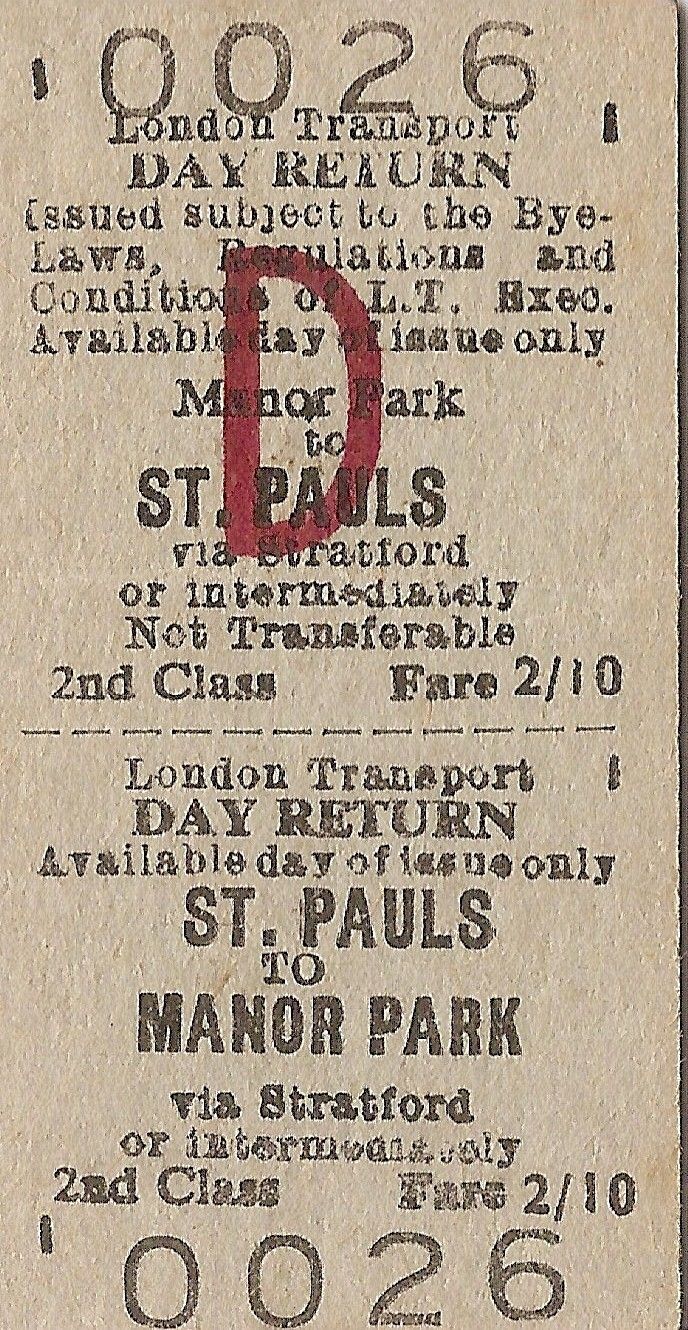 0026
London Transport
DAY RETURN
Issued subject to the Bye-
Laws, Regulations and
Conditions of L.T. Exec.
Available day of issue only
D
Manor Park
to
ST. PAULS
via Stratford
or intermediately
Not Transferable
2nd Class Fare 2/10
London Transport
DAY RETURN
Available day of issue only
ST. PAULS
TO
MANOR PARK
via Stratford
or intermediately
2nd Class Fare 2/10
0026